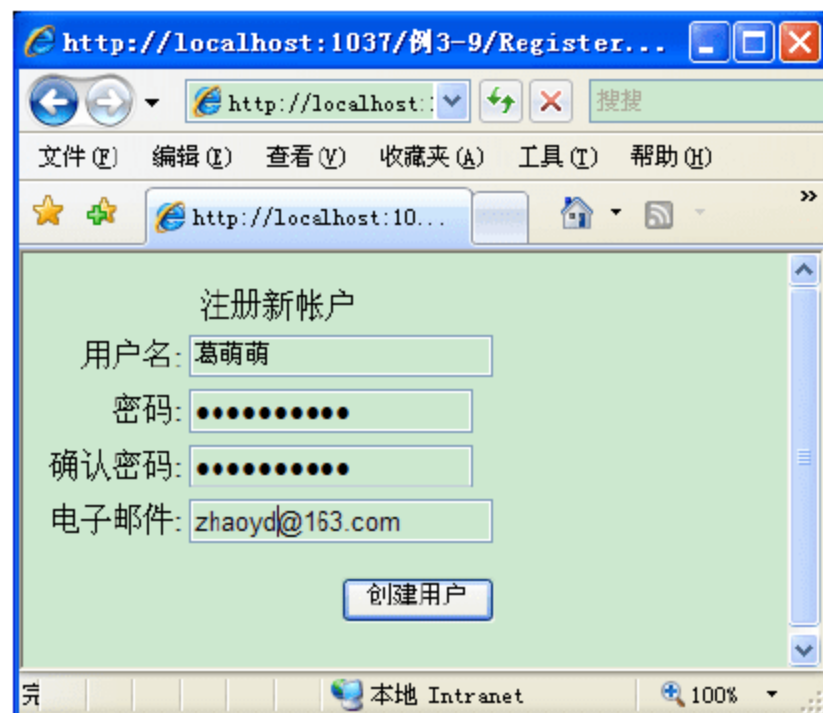 http://localhost:1037/例3-9/Register...
http://localhost: 搜搜
文件(F) 编辑(E) 查看(V) 收藏夹(A) 工具(T) 帮助(H)
http://localhost:10... »
注册新帐户
用户名: 葛萌萌
密码: ●●●●●●●●●●
确认密码: ●●●●●●●●●●
电子邮件: zhaoyd@163.com
创建用户
完 本地 Intranet 100%